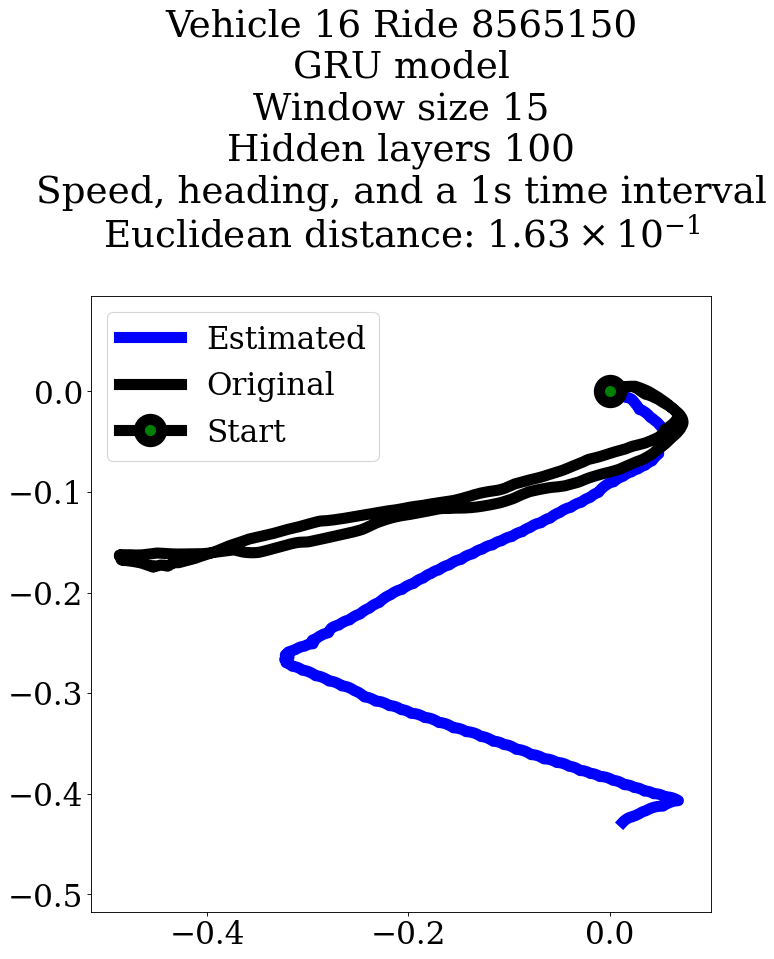 Vehicle 16 Ride 8565150
GRU model
Window size 15
Hidden layers 100
Speed, heading, and a 1s time interval
Euclidean distance: 1.63 × 10⁻¹
Estimated
Original
Start
0.0
−0.1
−0.2
−0.3
−0.4
−0.5
−0.4
−0.2
0.0